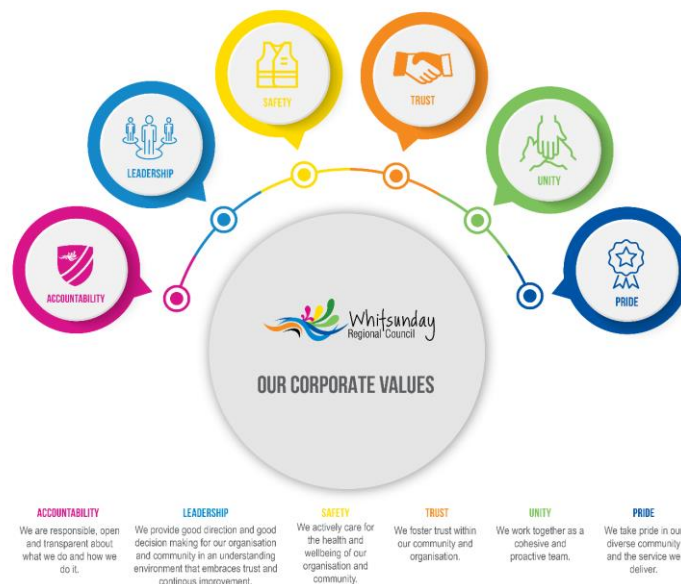 SAFETY
TRUST
LEADERSHIP
UNITY
ACCOUNTABILITY
PRIDE
Whitsunday
Regional Council
OUR CORPORATE VALUES
ACCOUNTABILITY
We are responsible, open
and transparent about
what we do and how we
do it.
LEADERSHIP
We provide good direction and good
decision making for our organisation
and community in an understanding
environment that embraces trust and
continous improvement.
SAFETY
We actively care for
the health and
wellbeing of our
organisation and
community.
TRUST
We foster trust within
our community and
organisation.
UNITY
We work together as a
cohesive and
proactive team.
PRIDE
We take pride in our
diverse community
and the service we
deliver.